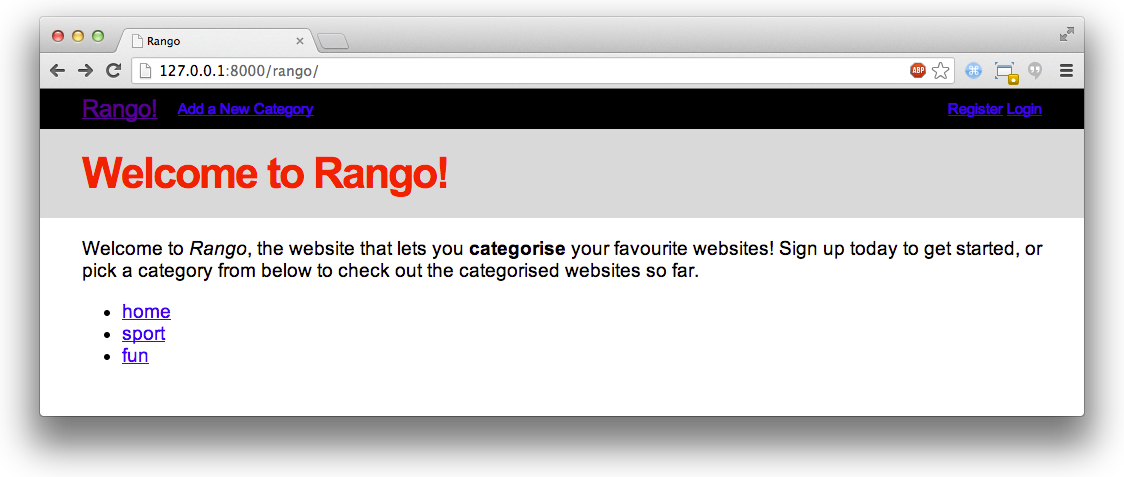 Rango
127.0.0.1:8000/rango/
ABP
Rango! Add a New Category Register Login
Welcome to Rango!
Welcome to Rango, the website that lets you categorise your favourite websites! Sign up today to get started, or
pick a category from below to check out the categorised websites so far.
home
sport
fun